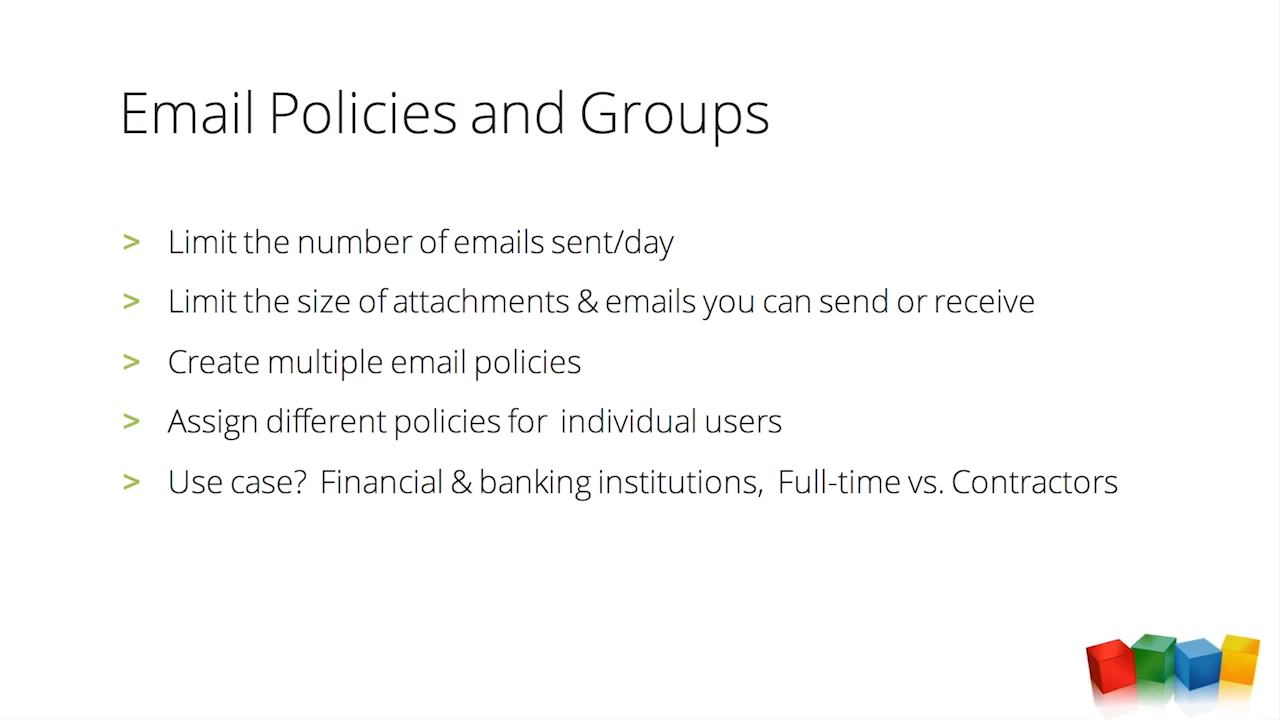 Email Policies and Groups
> Limit the number of emails sent/day
> Limit the size of attachments & emails you can send or receive
> Create multiple email policies
> Assign different policies for individual users
> Use case? Financial & banking institutions, Full-time vs. Contractors